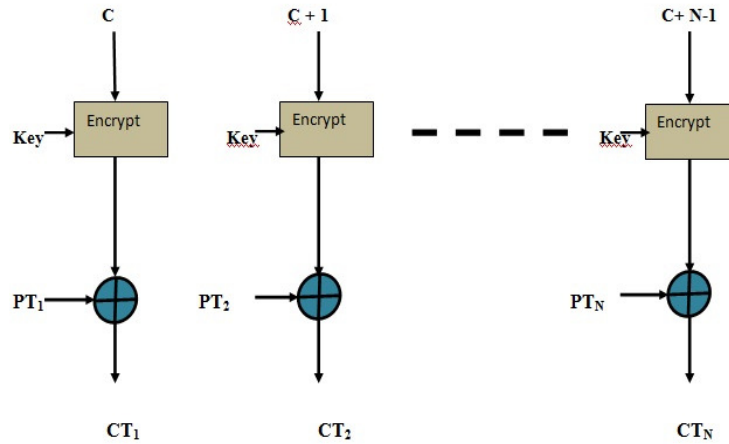 C C + 1 C+ N-1
Encrypt Encrypt Encrypt
Key Key Key
PT₁ PT₂ PTN
CT₁ CT₂ CTN